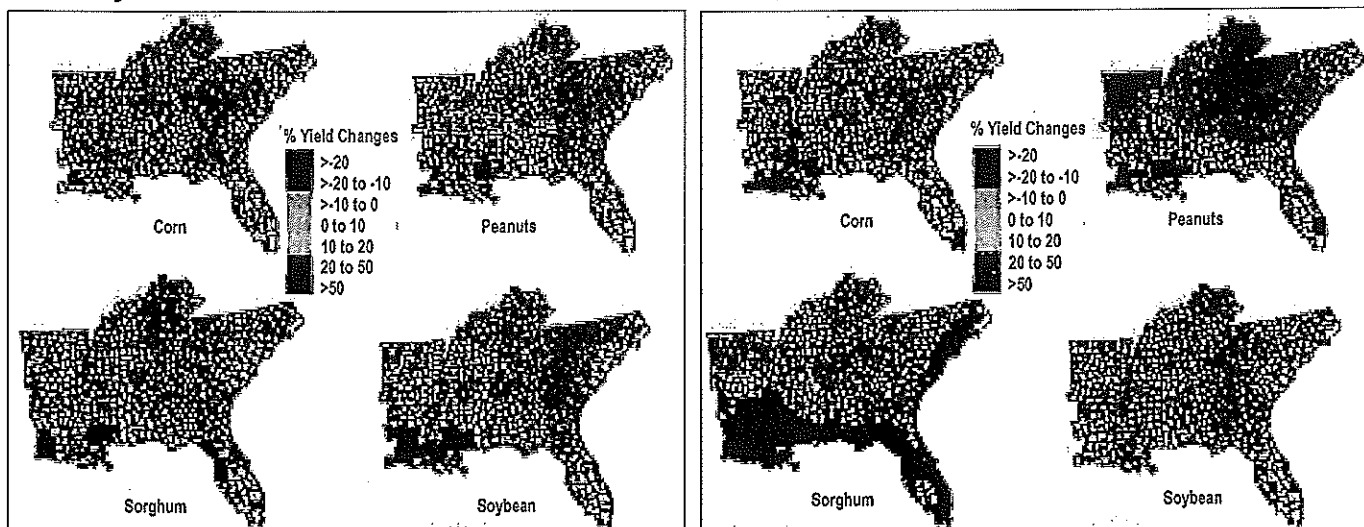 Corn
Peanuts
% Yield Changes
>-20
>-20 to -10
>-10 to 0
0 to 10
10 to 20
20 to 50
>50
Sorghum
Soybean
Corn
Peanuts
% Yield Changes
>-20
>-20 to -10
>-10 to 0
0 to 10
10 to 20
20 to 50
>50
Sorghum
Soybean